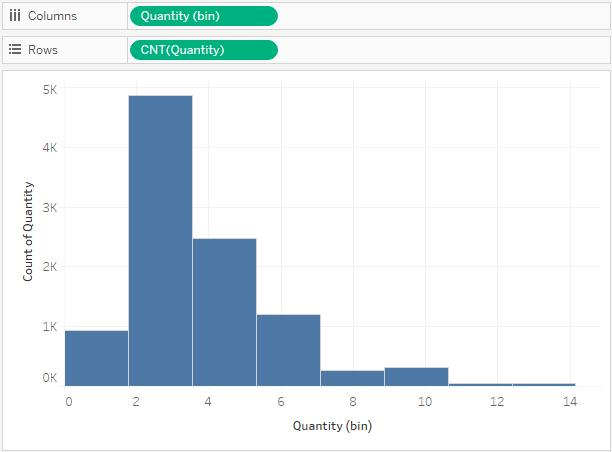 Columns
Quantity (bin)
Rows
CNT(Quantity)
5K
4K
3K
2K
1K
0K
Count of Quantity
0 2 4 6 8 10 12 14
Quantity (bin)